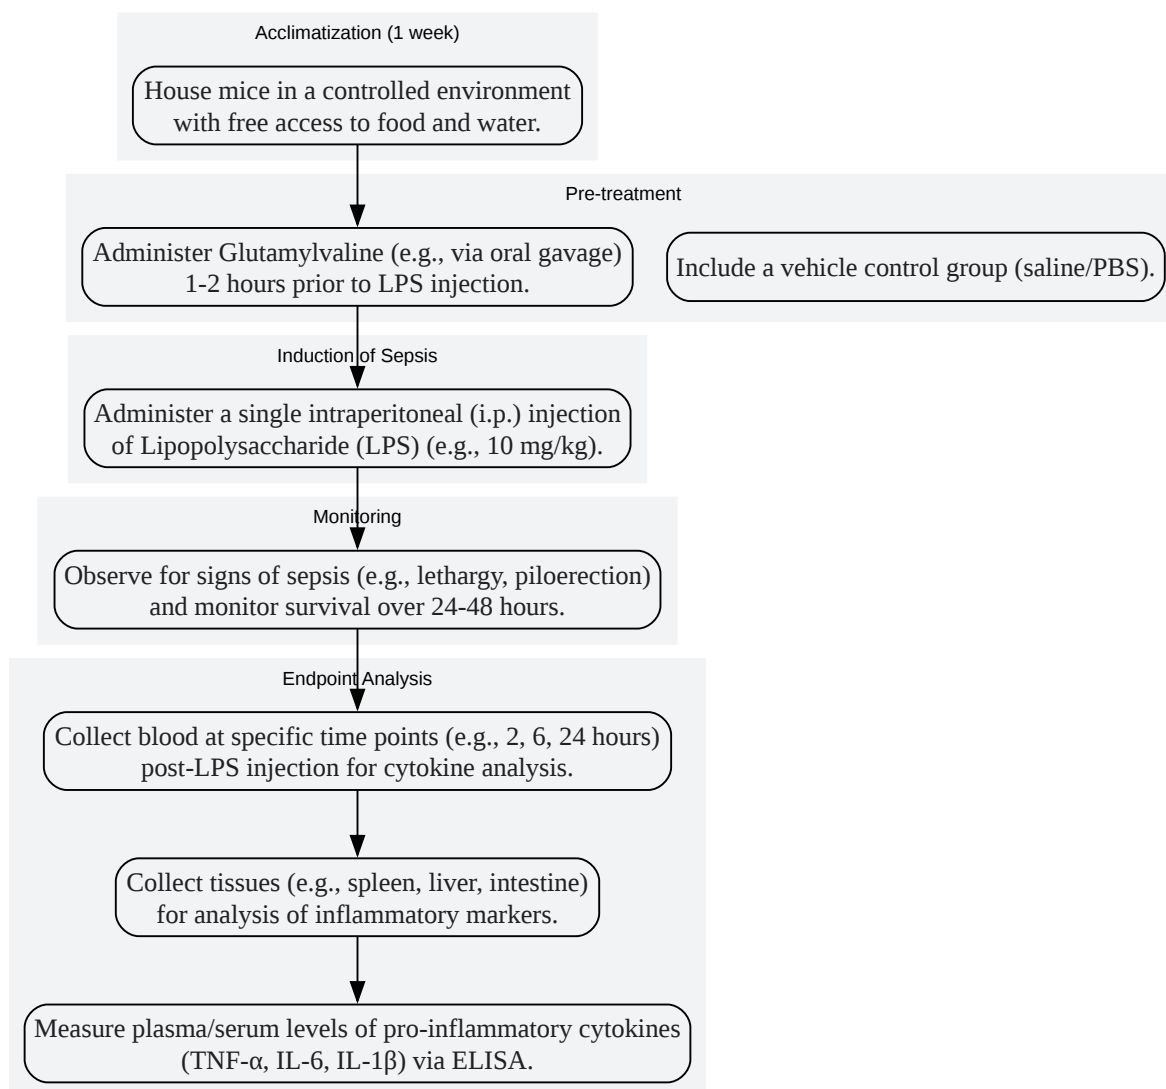 Acclimatization (1 week)
House mice in a controlled environment
with free access to food and water.
Pre-treatment
Administer Glutamylvaline (e.g., via oral gavage)
1-2 hours prior to LPS injection.
Include a vehicle control group (saline/PBS).
Induction of Sepsis
Administer a single intraperitoneal (i.p.) injection
of Lipopolysaccharide (LPS) (e.g., 10 mg/kg).
Monitoring
Observe for signs of sepsis (e.g., lethargy, piloerection)
and monitor survival over 24-48 hours.
Endpoint Analysis
Collect blood at specific time points (e.g., 2, 6, 24 hours)
post-LPS injection for cytokine analysis.
Collect tissues (e.g., spleen, liver, intestine)
for analysis of inflammatory markers.
Measure plasma/serum levels of pro-inflammatory cytokines
(TNF-α, IL-6, IL-1β) via ELISA.